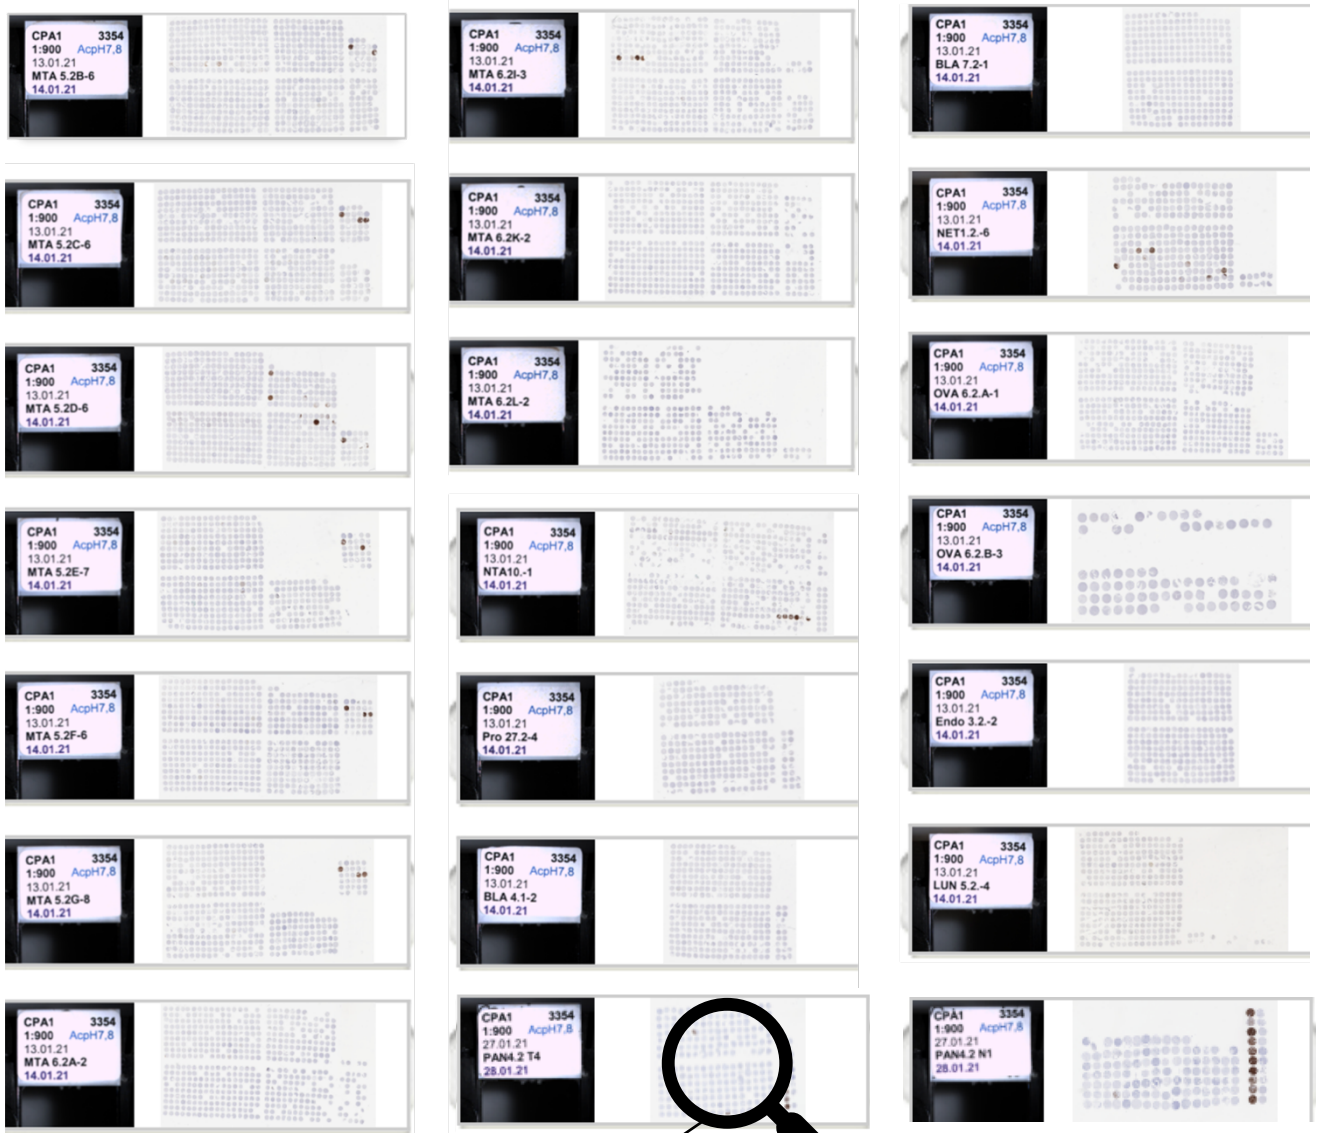 CPA1 3354
1:900 AcpH7,8
13.01.21
MTA 5.2B-6
14.01.21
CPA1 3354
1:900 AcpH7,8
13.01.21
MTA 5.2C-6
14.01.21
CPA1 3354
1:900 AcpH7,8
13.01.21
MTA 5.2D-6
14.01.21
CPA1 3354
1:900 AcpH7,8
13.01.21
MTA 5.2E-7
14.01.21
CPA1 3354
1:900 AcpH7,8
13.01.21
MTA 5.2F-6
14.01.21
CPA1 3354
1:900 AcpH7,8
13.01.21
MTA 5.2G-8
14.01.21
CPA1 3354
1:900 AcpH7,8
13.01.21
MTA 6.2A-2
14.01.21
CPA1 3354
1:900 AcpH7,8
13.01.21
MTA 6.2I-3
14.01.21
CPA1 3354
1:900 AcpH7,8
13.01.21
MTA 6.2K-2
14.01.21
CPA1 3354
1:900 AcpH7,8
13.01.21
MTA 6.2L-2
14.01.21
CPA1 3354
1:900 AcpH7,8
13.01.21
NTA10.-1
14.01.21
CPA1 3354
1:900 AcpH7,8
13.01.21
Pro 27.2-4
14.01.21
CPA1 3354
1:900 AcpH7,8
13.01.21
BLA 4.1-2
14.01.21
CPA1 3354
1:900 AcpH7,8
27.01.21
PAN4.2 T4
28.01.21
CPA1 3354
1:900 AcpH7,8
13.01.21
BLA 7.2-1
14.01.21
CPA1 3354
1:900 AcpH7,8
13.01.21
NET1.2.-6
14.01.21
CPA1 3354
1:900 AcpH7,8
13.01.21
OVA 6.2.A-1
14.01.21
CPA1 3354
1:900 AcpH7,8
13.01.21
OVA 6.2.B-3
14.01.21
CPA1 3354
1:900 AcpH7,8
13.01.21
Endo 3.2.-2
14.01.21
CPA1 3354
1:900 AcpH7,8
13.01.21
LUN 5.2.-4
14.01.21
CPA1 3354
1:900 AcpH7,8
27.01.21
PAN4.2 N1
28.01.21